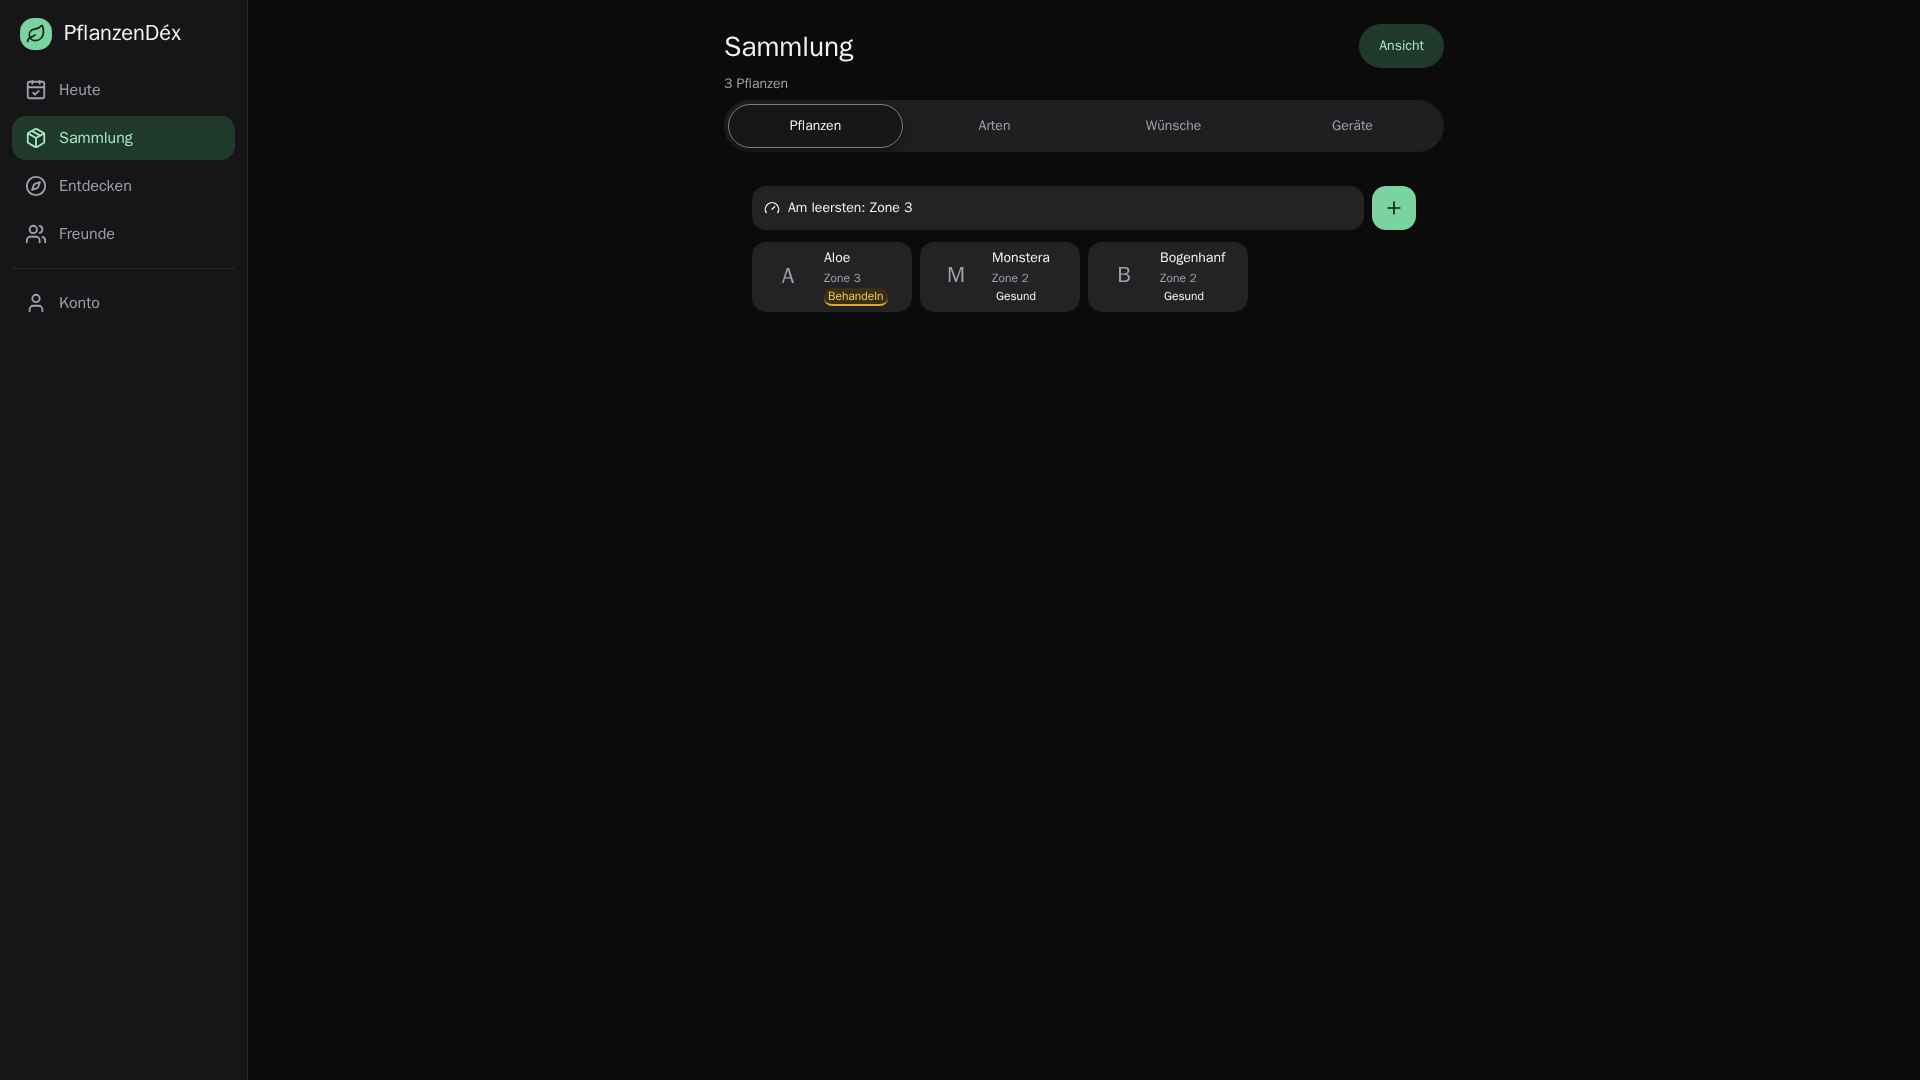 PflanzenDéx
Heute
Sammlung
Entdecken
Freunde
Konto
Sammlung
Ansicht
3 Pflanzen
Pflanzen
Arten
Wünsche
Geräte
Am leersten: Zone 3
A
Aloe
Zone 3
Behandeln
M
Monstera
Zone 2
Gesund
B
Bogenhanf
Zone 2
Gesund